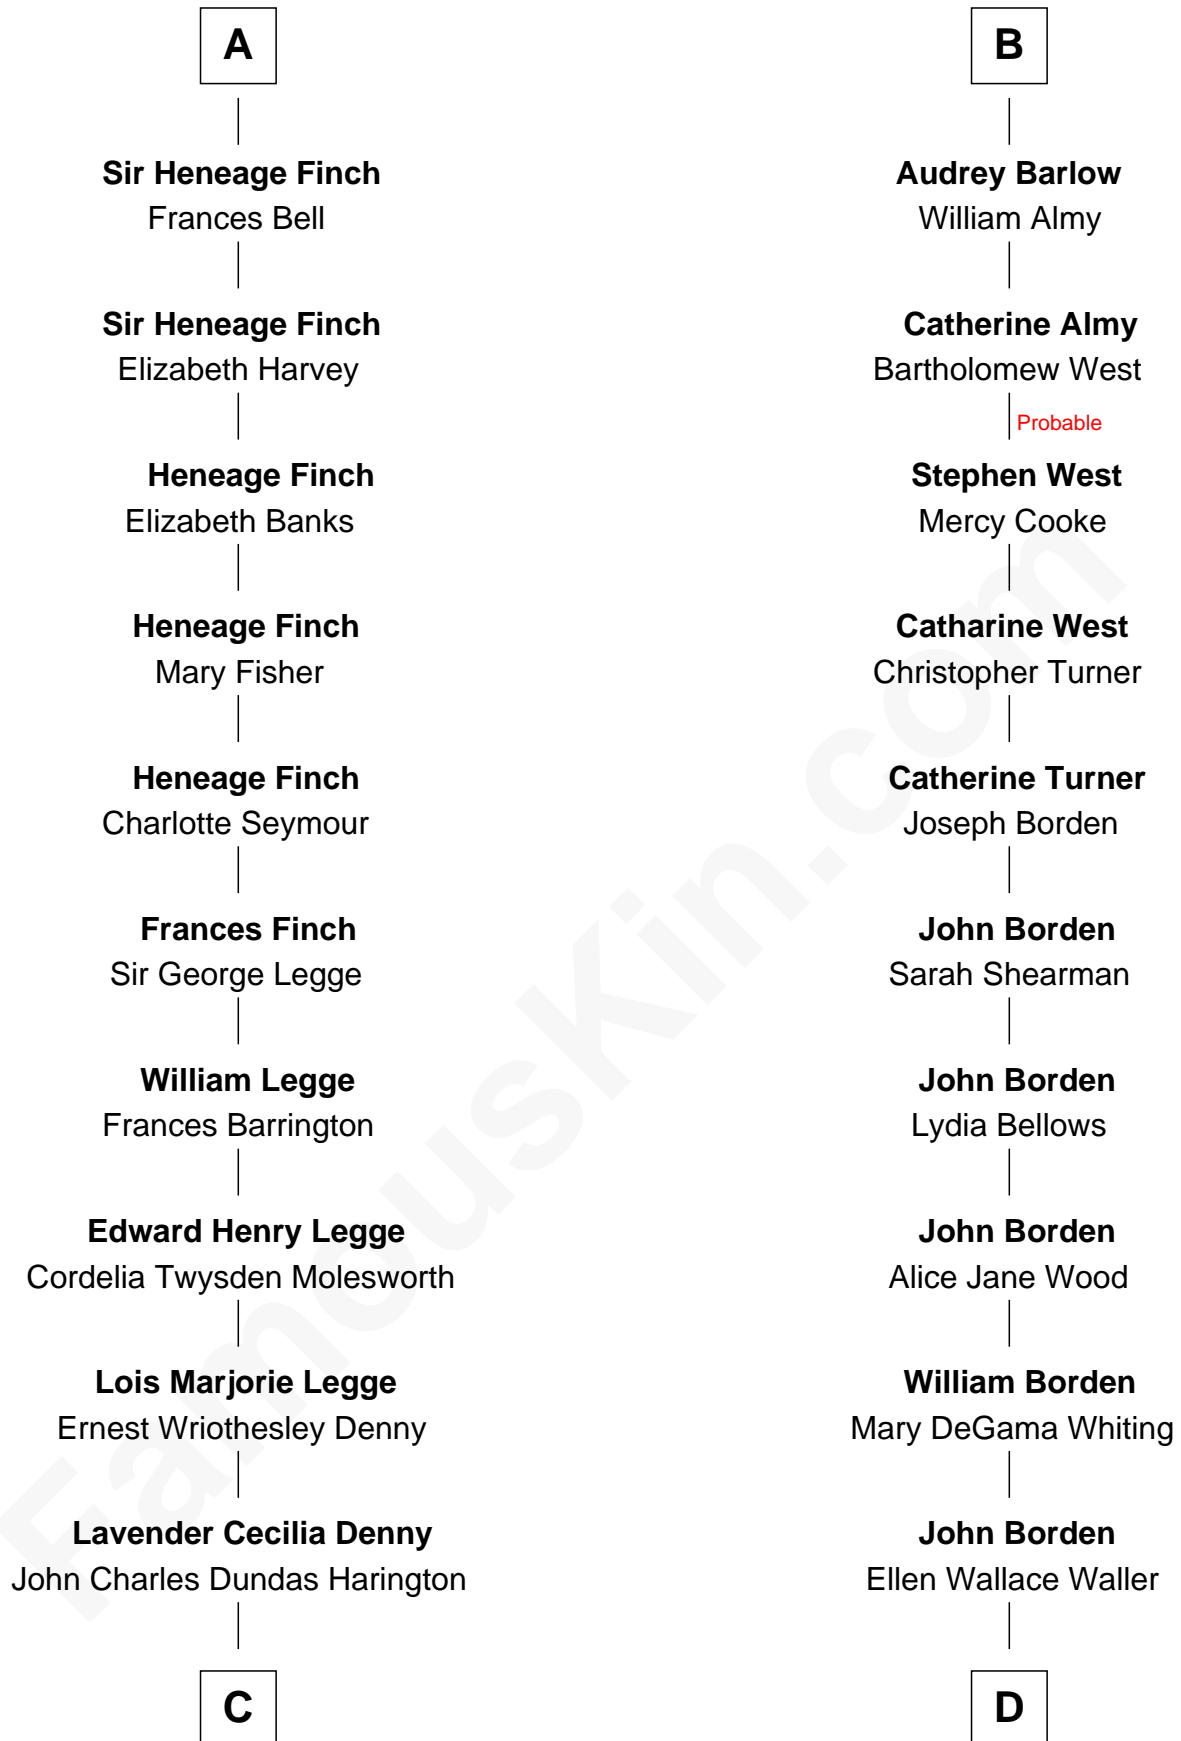 A
Sir Heneage Finch
Frances Bell
Sir Heneage Finch
Elizabeth Harvey
Heneage Finch
Elizabeth Banks
Heneage Finch
Mary Fisher
Heneage Finch
Charlotte Seymour
Frances Finch
Sir George Legge
William Legge
Frances Barrington
Edward Henry Legge
Cordelia Twysden Molesworth
Lois Marjorie Legge
Ernest Wriothesley Denny
Lavender Cecilia Denny
John Charles Dundas Harington
C
B
Audrey Barlow
William Almy
Catherine Almy
Bartholomew West
Probable
Stephen West
Mercy Cooke
Catharine West
Christopher Turner
Catherine Turner
Joseph Borden
John Borden
Sarah Shearman
John Borden
Lydia Bellows
John Borden
Alice Jane Wood
William Borden
Mary DeGama Whiting
John Borden
Ellen Wallace Waller
D
FamousKin.com